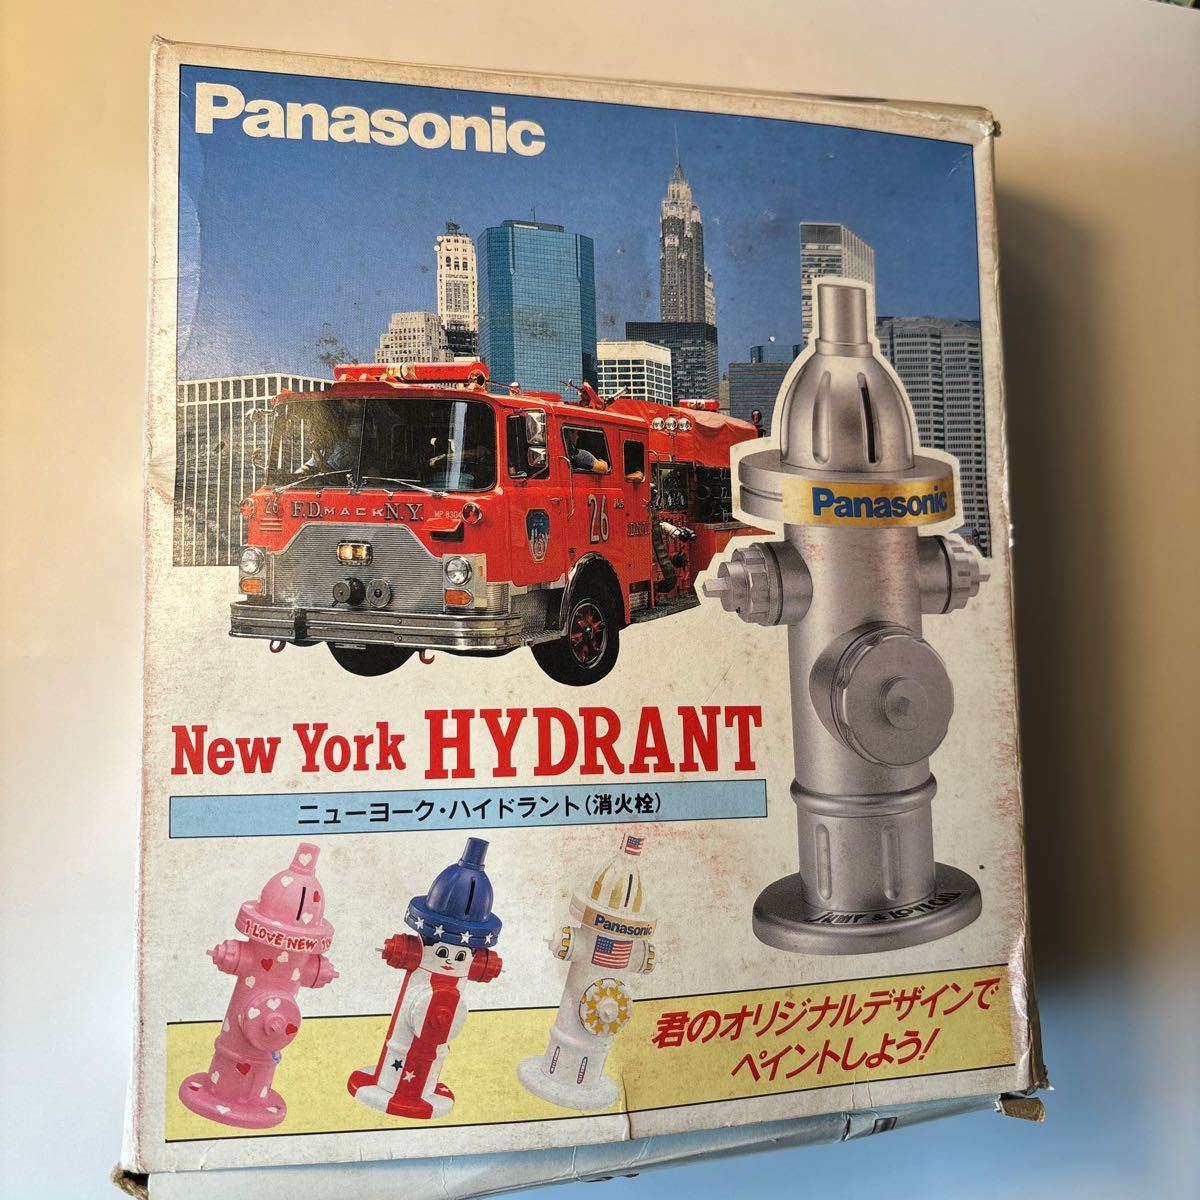 Panasonic
26
F.D. MACK N.Y.
MP 8304
26
Panasonic
New York HYDRANT
ニューヨーク・ハイドラント(消火栓)
I LOVE NEW
Panasonic
君のオリジナルデザインで
ペイントしよう!